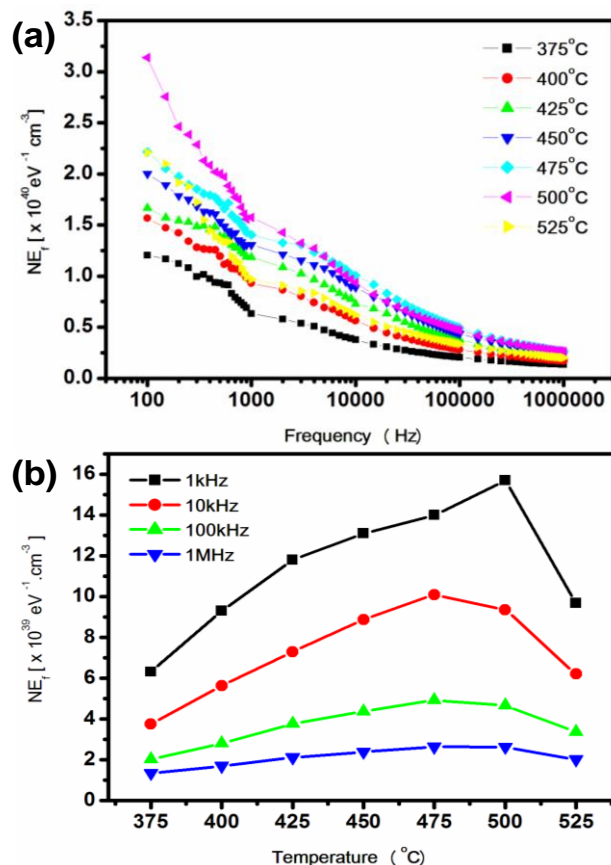 (a)
3.5
3.0
2.5
2.0
1.5
1.0
0.5
0.0
NE_f [ x 10^40 eV^-1 cm^-3]
375°C
400°C
425°C
450°C
475°C
500°C
525°C
100 1000 10000 100000 1000000
Frequency ( Hz)
(b)
16
14
12
10
8
6
4
2
0
NE_f [ x 10^39 eV^-1.cm^-3]
1kHz
10kHz
100kHz
1MHz
375 400 425 450 475 500 525
Temperature (°C)